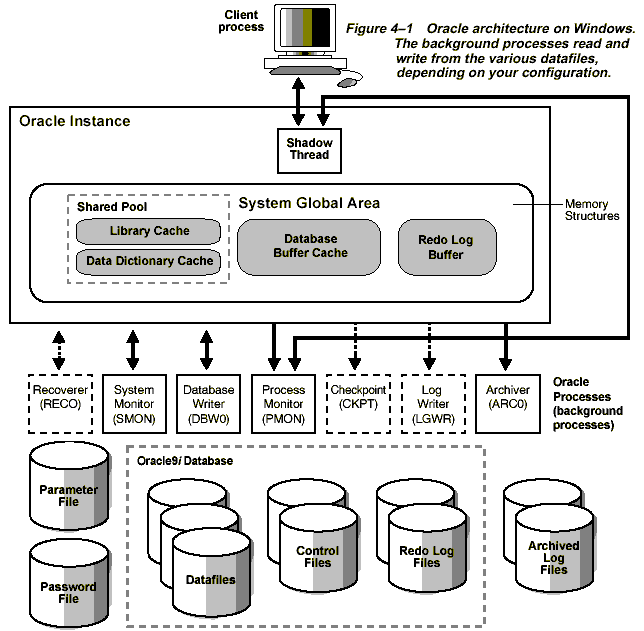 Client
process
Figure 4–1 Oracle architecture on Windows.
The background processes read and
write from the various datafiles,
depending on your configuration.
Oracle Instance
Shadow
Thread
Shared Pool
System Global Area
Memory
Structures
Library Cache
Data Dictionary Cache
Database
Buffer Cache
Redo Log
Buffer
Recoverer
(RECO)
System
Monitor
(SMON)
Database
Writer
(DBW0)
Process
Monitor
(PMON)
Checkpoint
(CKPT)
Log
Writer
(LGWR)
Archiver
(ARC0)
Oracle
Processes
(background
processes)
Parameter
File
Password
File
Oracle9i Database
Datafiles
Control
Files
Redo Log
Files
Archived
Log
Files